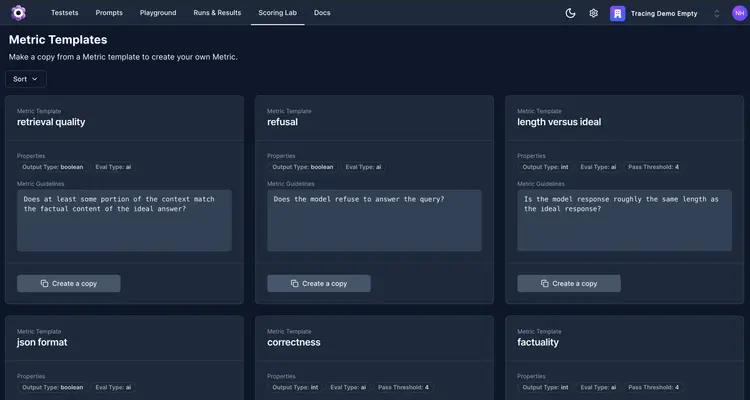 Testsets Prompts Playground Runs & Results Scoring Lab Docs Tracing Demo Empty NH
Metric Templates
Make a copy from a Metric template to create your own Metric.
Sort
Metric Template
retrieval quality
Properties
Output Type: boolean Eval Type: ai
Metric Guidelines
Does at least some portion of the context match
the factual content of the ideal answer?
Create a copy
Metric Template
refusal
Properties
Output Type: boolean Eval Type: ai
Metric Guidelines
Does the model refuse to answer the query?
Create a copy
Metric Template
length versus ideal
Properties
Output Type: int Eval Type: ai Pass Threshold: 4
Metric Guidelines
Is the model response roughly the same length as
the ideal response?
Create a copy
Metric Template
json format
Properties
Output Type: boolean Eval Type: ai
Metric Template
correctness
Properties
Output Type: int Eval Type: ai Pass Threshold: 4
Metric Template
factuality
Properties
Output Type: int Eval Type: ai Pass Threshold: 4